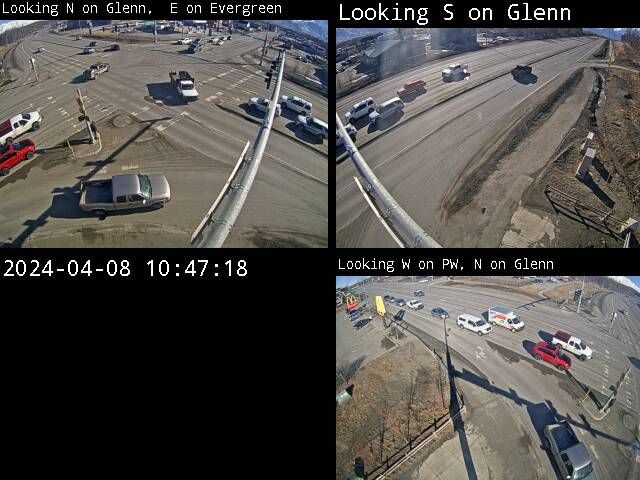 Looking N on Glenn,  E on Evergreen
Looking S on Glenn
2024-04-08 10:47:18
Looking W on PW, N on Glenn